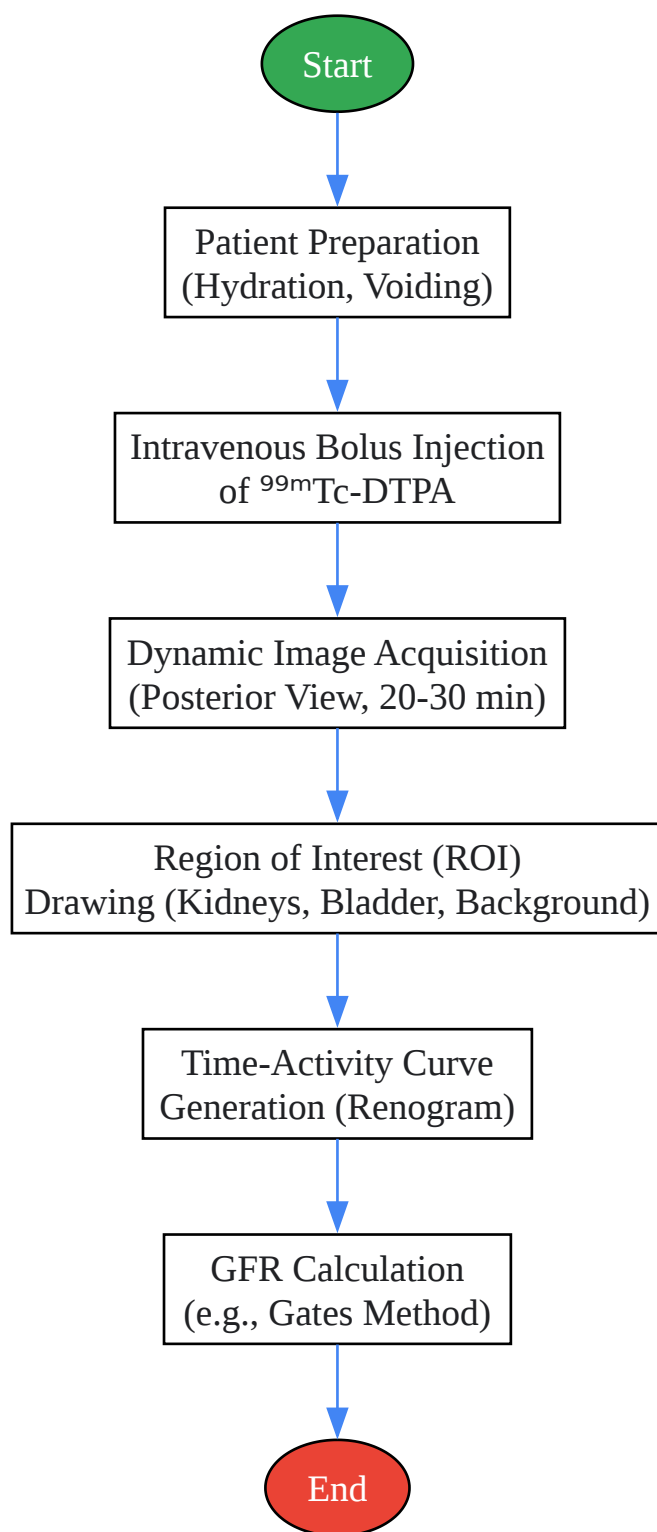 Start
Patient Preparation
(Hydration, Voiding)
Intravenous Bolus Injection
of ⁹⁹ᵐTc-DTPA
Dynamic Image Acquisition
(Posterior View, 20-30 min)
Region of Interest (ROI)
Drawing (Kidneys, Bladder, Background)
Time-Activity Curve
Generation (Renogram)
GFR Calculation
(e.g., Gates Method)
End